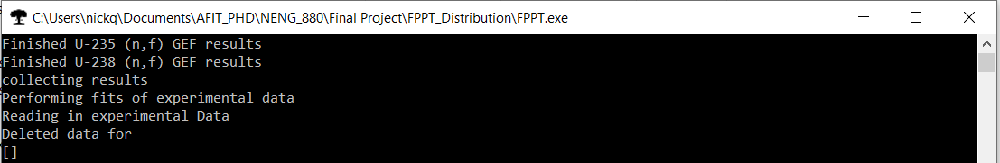 C:\Users\nickq\Documents\AFIT_PHD\NENG_880\Final Project\FPPT_Distribution\FPPT.exe
Finished U-235 (n,f) GEF results
Finished U-238 (n,f) GEF results
collecting results
Performing fits of experimental data
Reading in experimental Data
Deleted data for
[]